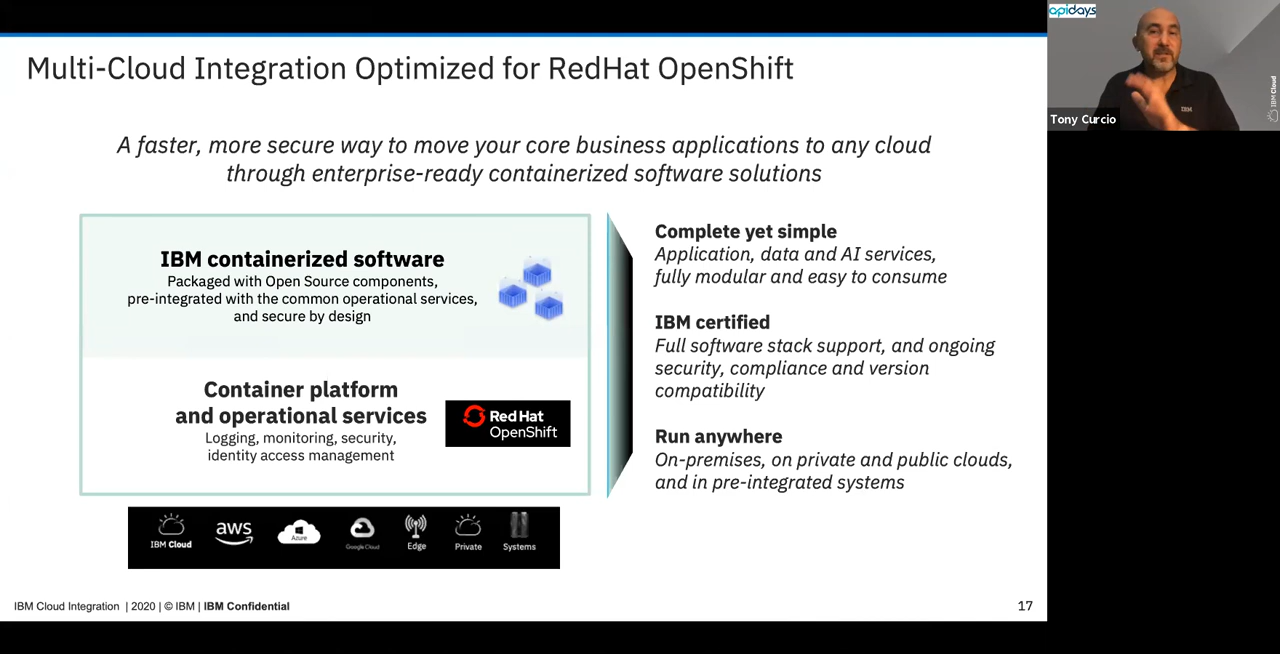 Multi-Cloud Integration Optimized for RedHat OpenShift
A faster, more secure way to move your core business applications to any cloud
through enterprise-ready containerized software solutions
IBM containerized software
Packaged with Open Source components,
pre-integrated with the common operational services,
and secure by design
Container platform
and operational services
Logging, monitoring, security,
identity access management
Red Hat
OpenShift
IBM Cloud
aws
Azure
Google Cloud
Edge
Private
Systems
Complete yet simple
Application, data and AI services,
fully modular and easy to consume
IBM certified
Full software stack support, and ongoing
security, compliance and version
compatibility
Run anywhere
On-premises, on private and public clouds,
and in pre-integrated systems
IBM Cloud Integration | 2020 | © IBM | IBM Confidential
17
apidays
IBM
IBM Cloud
Tony Curcio